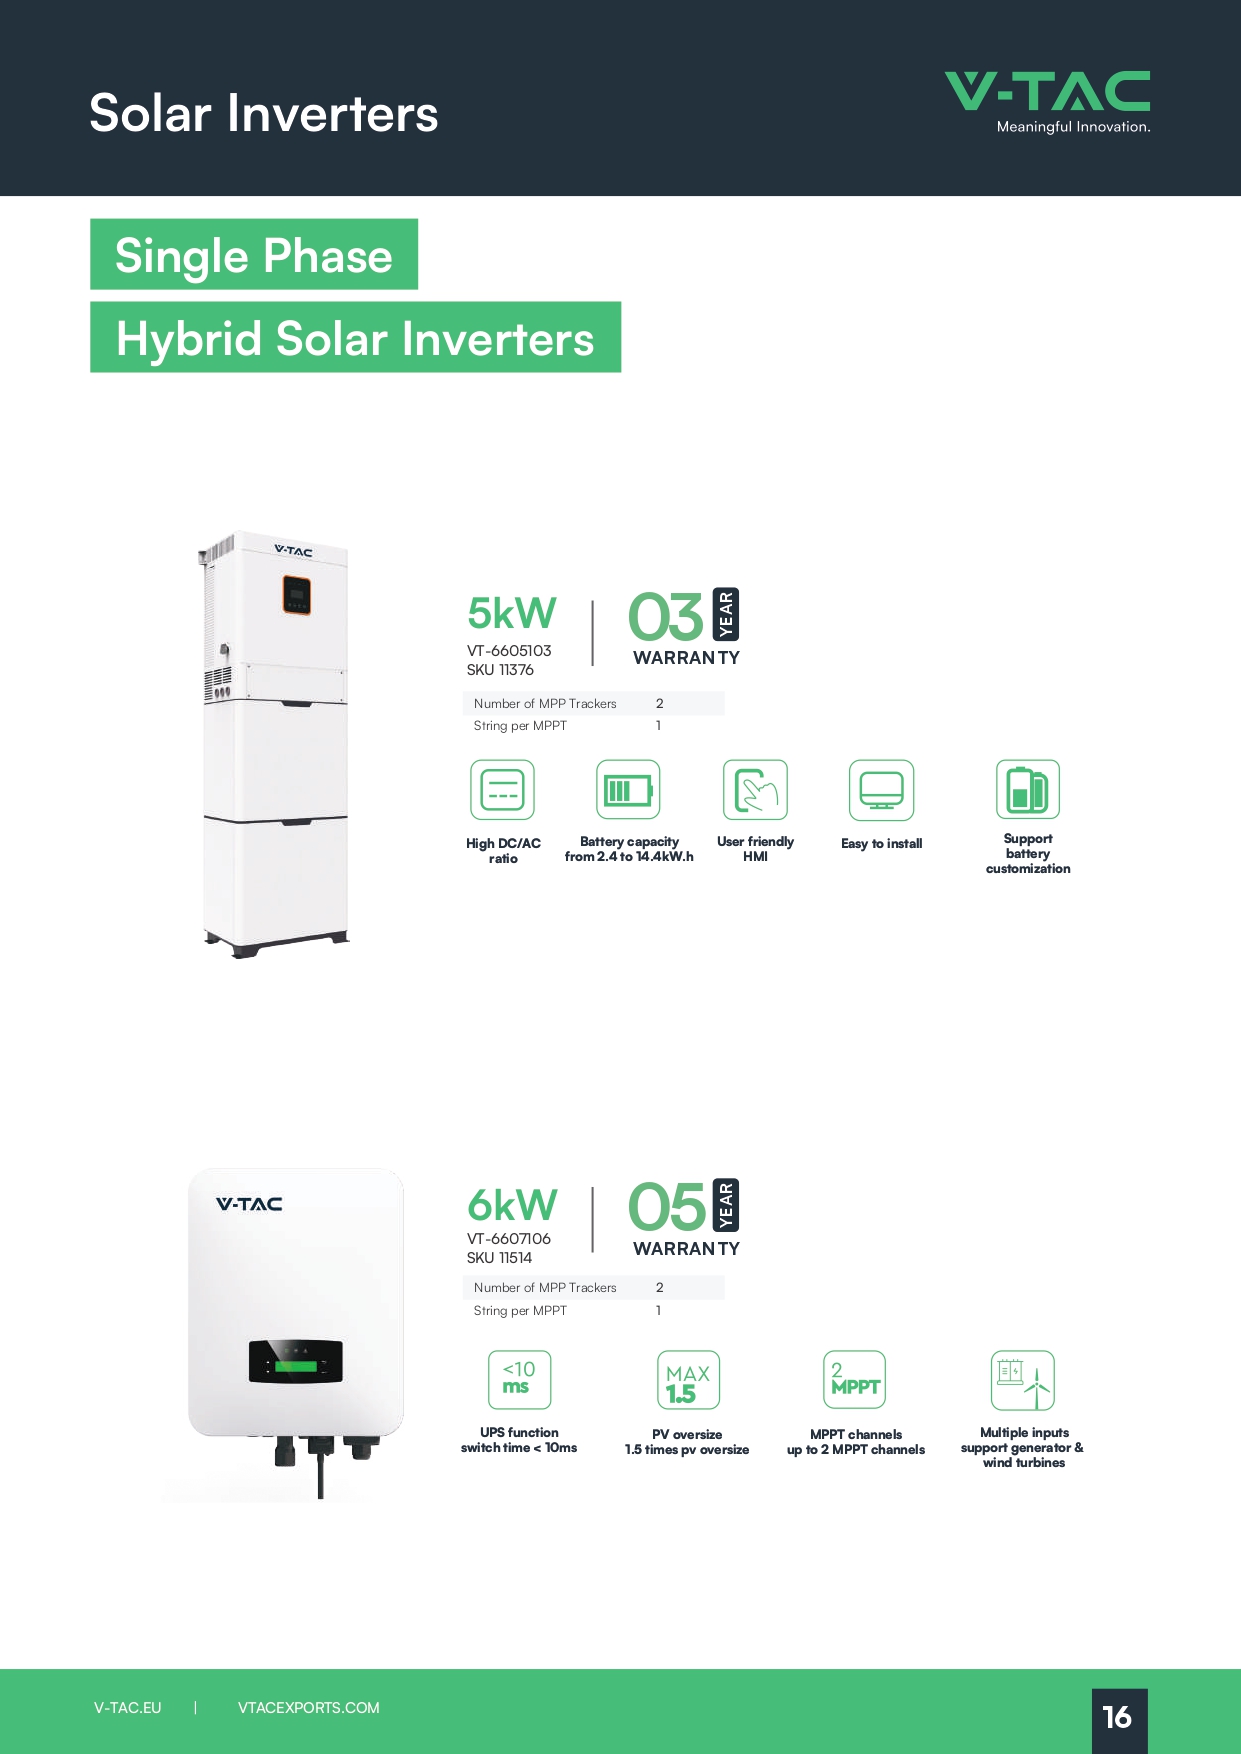 Solar Inverters
V-TAC
Meaningful Innovation.
Single Phase
Hybrid Solar Inverters
V-TAC
5kW
VT-6605103
SKU 11376
03 YEAR
WARRANTY
Number of MPP Trackers 2
String per MPPT 1
High DC/AC
ratio
Battery capacity
from 2.4 to 14.4kW.h
User friendly
HMI
Easy to install
Support
battery
customization
V-TAC
6kW
VT-6607106
SKU 11514
05 YEAR
WARRANTY
Number of MPP Trackers 2
String per MPPT 1
<10
ms
UPS function
switch time < 10ms
MAX
1.5
PV oversize
1.5 times pv oversize
2
MPPT
MPPT channels
up to 2 MPPT channels
Multiple inputs
support generator &
wind turbines
V-TAC.EU | VTACEXPORTS.COM
16